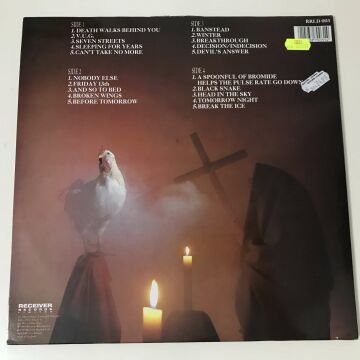 SIDE 1
1. DEATH WALKS BEHIND YOU
2. V.U.G.
3. SEVEN STREETS
4. SLEEPING FOR YEARS
5. CAN'T TAKE NO MORE
SIDE 2
1. NOBODY ELSE
2. FRIDAY 13th
3. AND SO TO BED
4. BROKEN WINGS
5. BEFORE TOMORROW
SIDE 3
1. BANSTEAD
2. WINTER
3. BREAKTHROUGH
4. DECISION/INDECISION
5. DEVIL'S ANSWER
SIDE 4
1. A SPOONFUL OF BROMIDE
HELPS THE PULSE RATE GO DOWN
2. BLACK SNAKE
3. HEAD IN THE SKY
4. TOMORROW NIGHT
5. BREAK THE ICE
RECEIVER
RECORDS